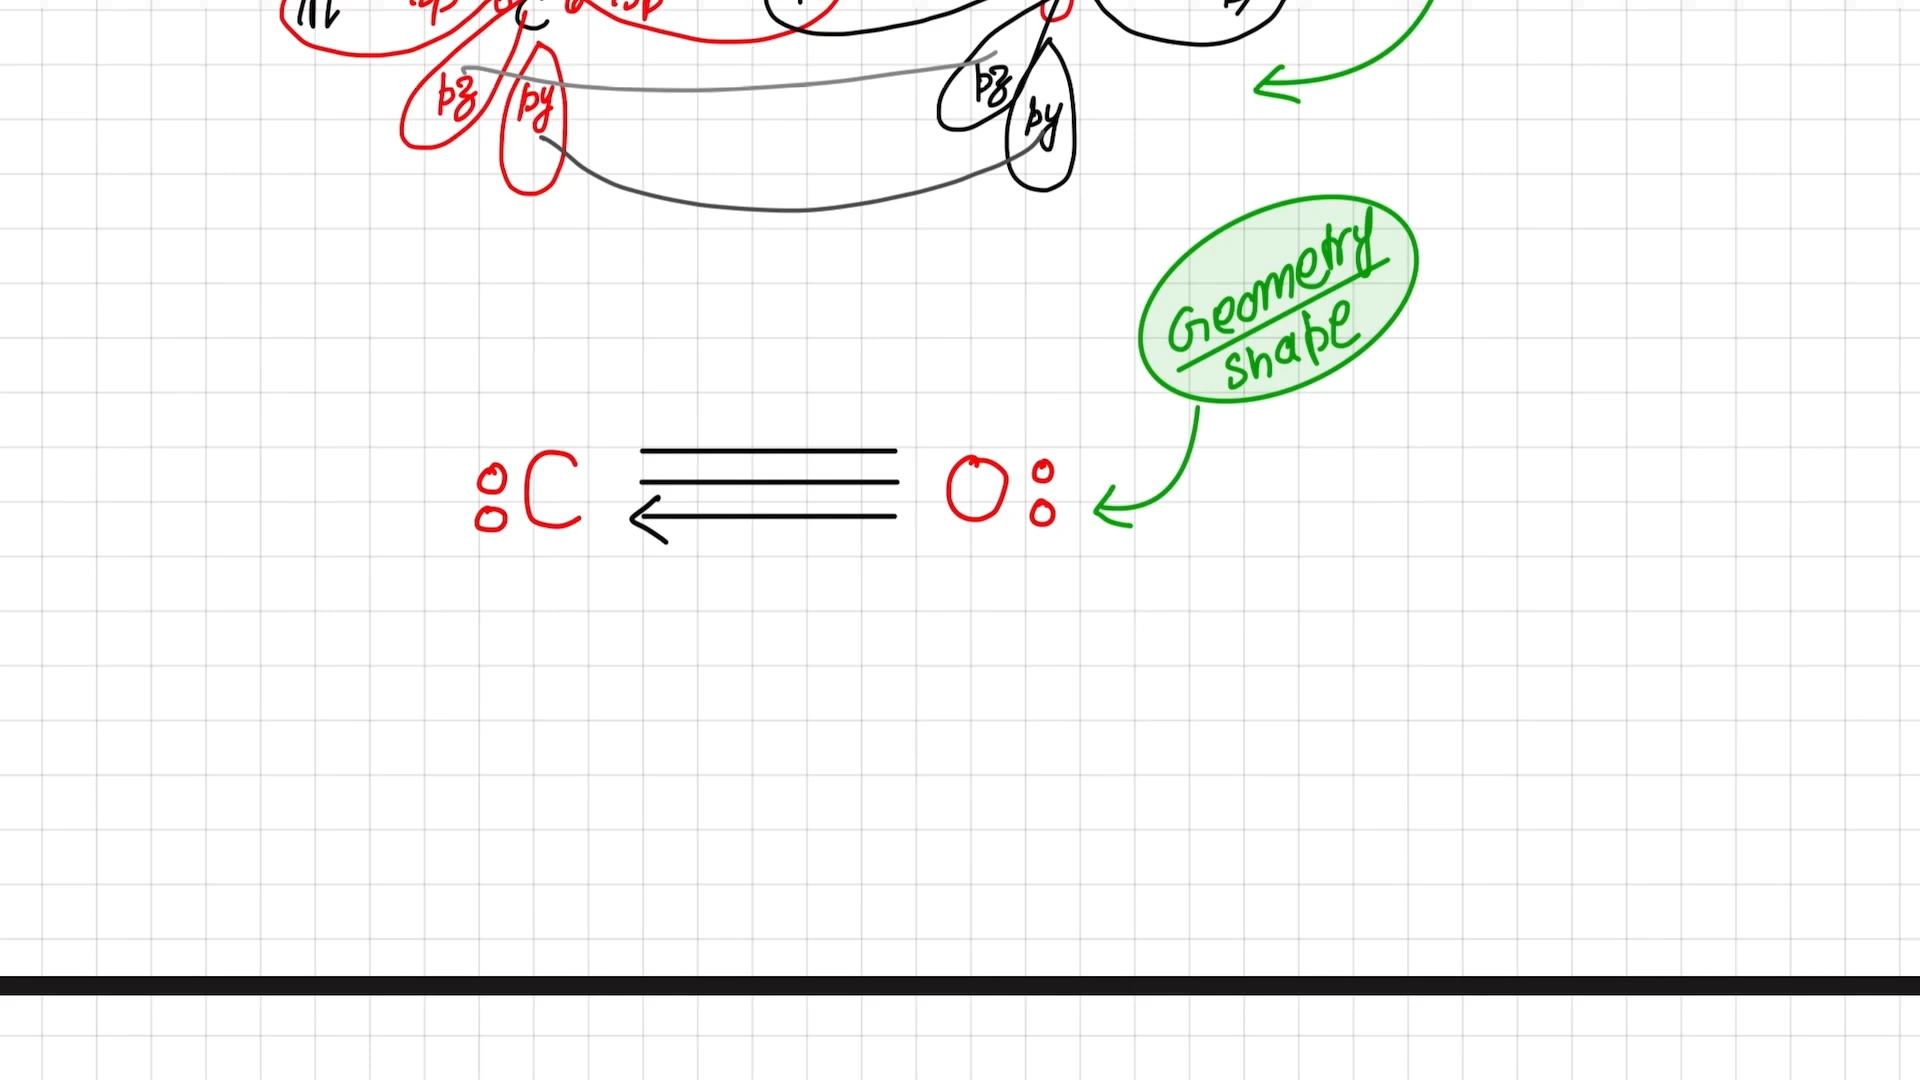 C
pz py pz py
Geometry
shape
:C ≡ O: